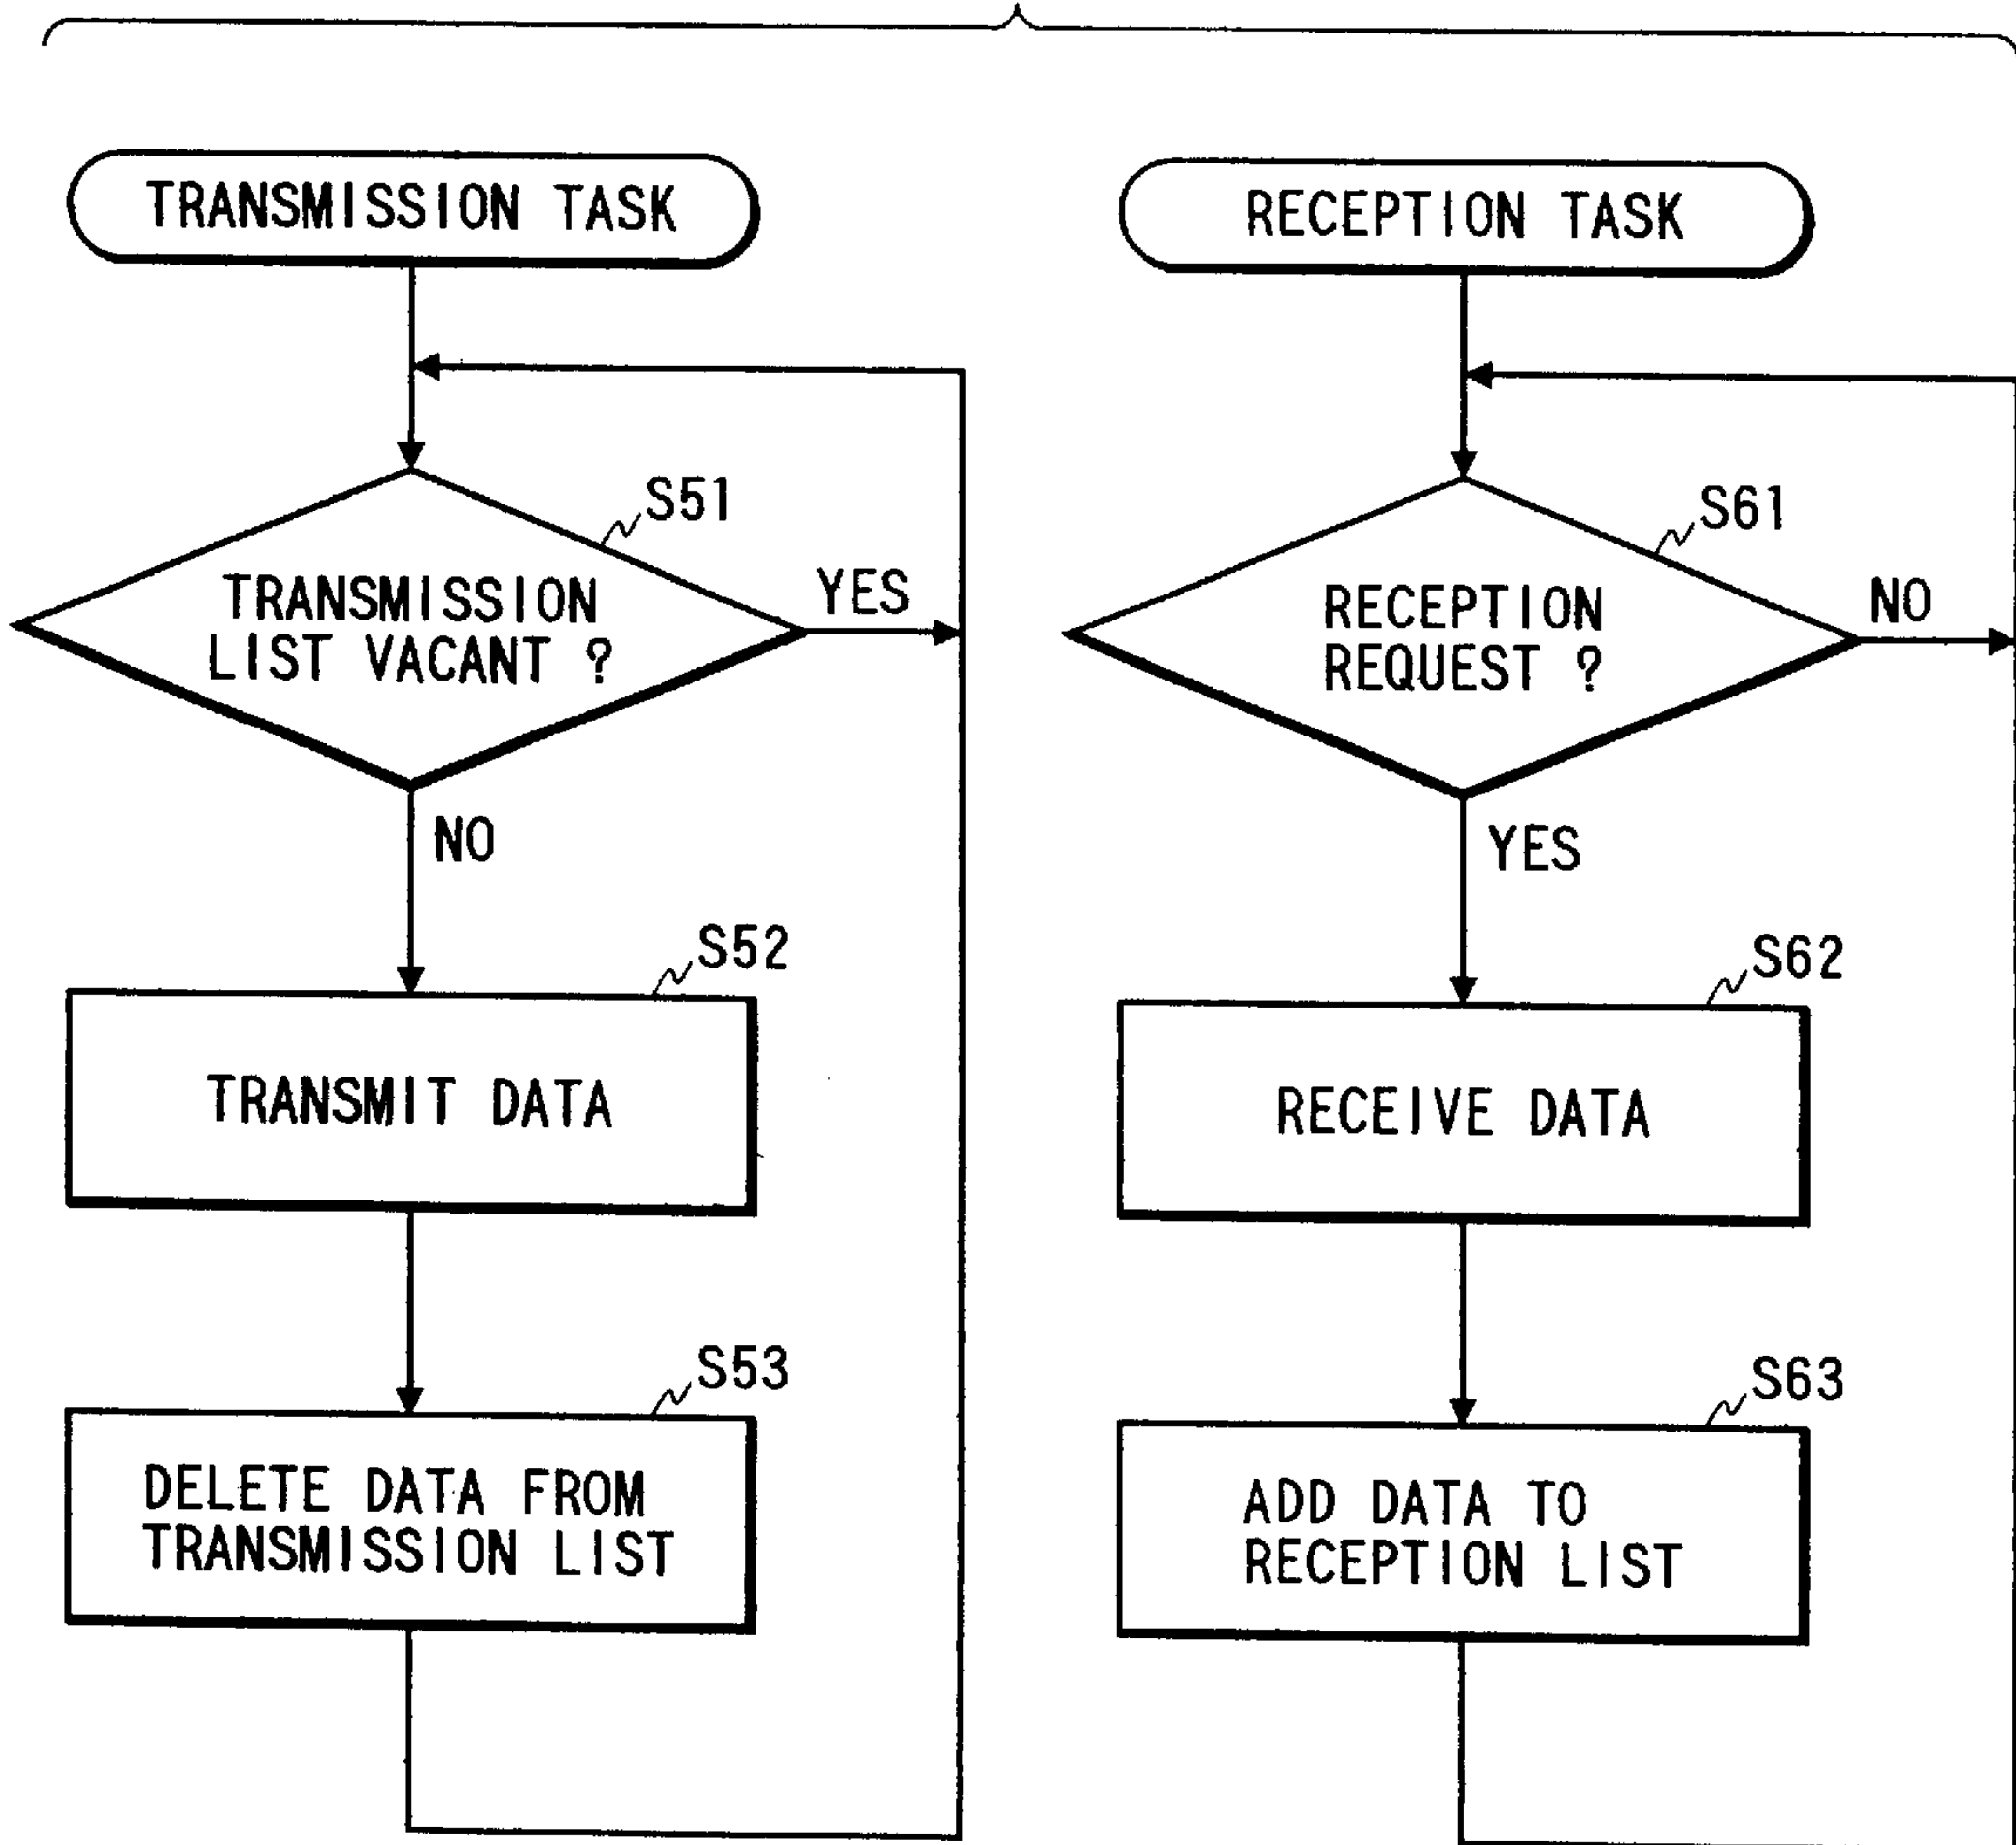 TRANSMISSION TASK
S51
TRANSMISSION
LIST VACANT ?
YES
NO
S52
TRANSMIT DATA
S53
DELETE DATA FROM
TRANSMISSION LIST
RECEPTION TASK
S61
RECEPTION
REQUEST ?
NO
YES
S62
RECEIVE DATA
S63
ADD DATA TO
RECEPTION LIST